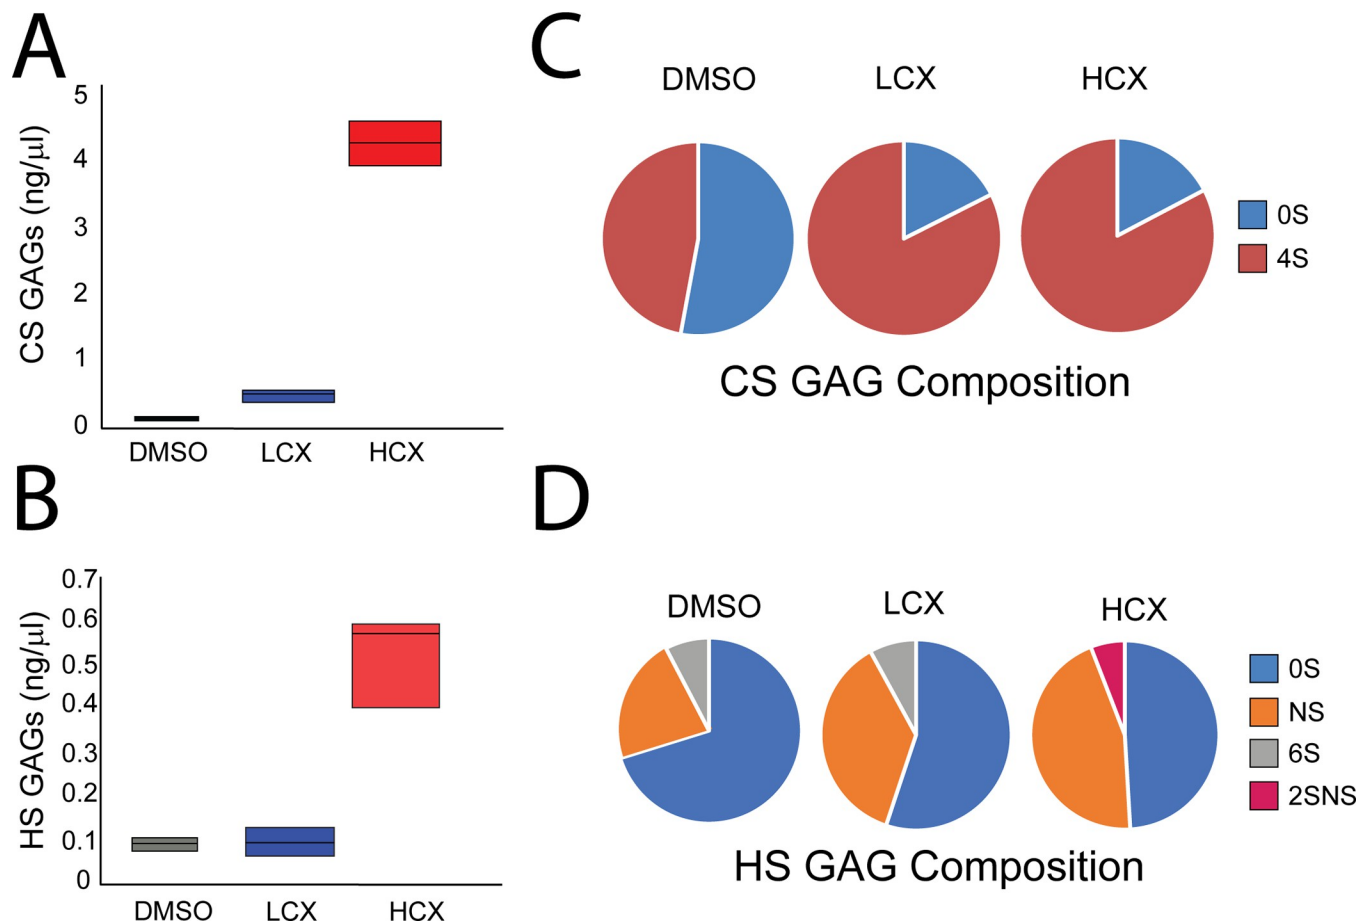 A
5
4
3
2
1
0
CS GAGs (ng/μl)
DMSO LCX HCX
B
0.7
0.6
0.5
0.4
0.3
0.2
0.1
0
HS GAGs (ng/μl)
DMSO LCX HCX
C
DMSO LCX HCX
0S
4S
CS GAG Composition
D
DMSO LCX HCX
0S
NS
6S
2SNS
HS GAG Composition